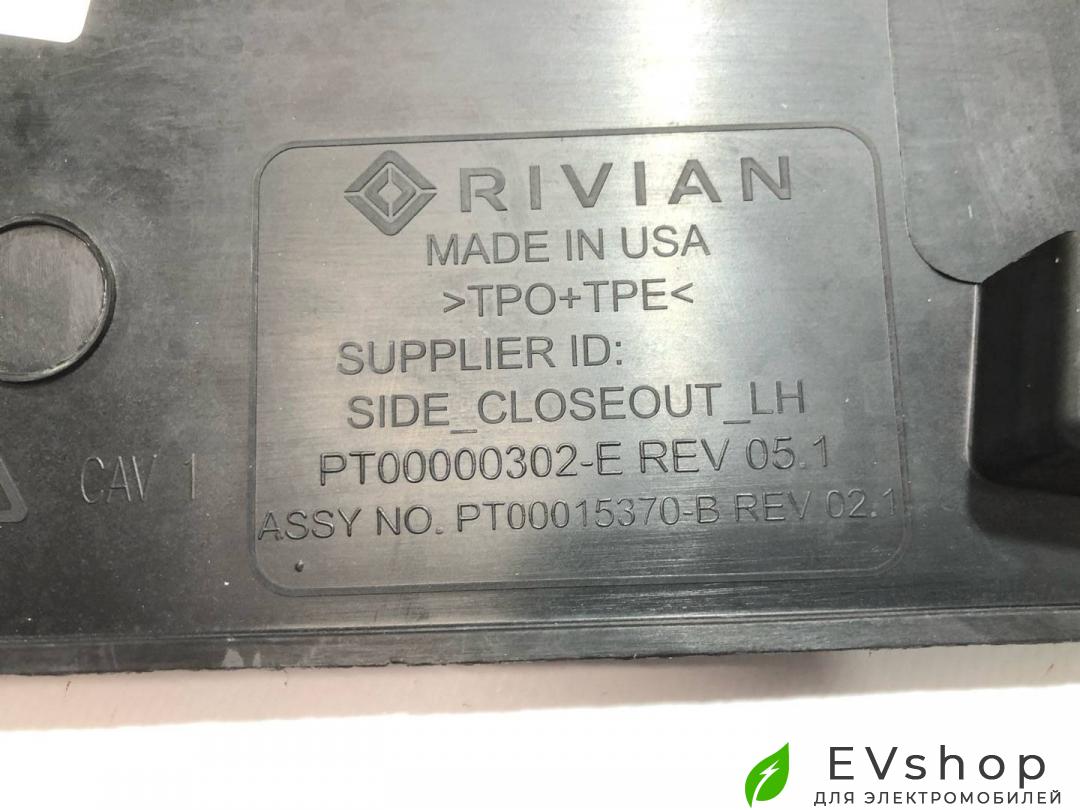 RIVIAN
MADE IN USA
>TPO+TPE<
SUPPLIER ID:
SIDE_CLOSEOUT_LH
PT00000302-E REV 05.1
CAV 1
ASSY NO. PT00015370-B REV 02.1
EVshop
ДЛЯ ЭЛЕКТРОМОБИЛЕЙ